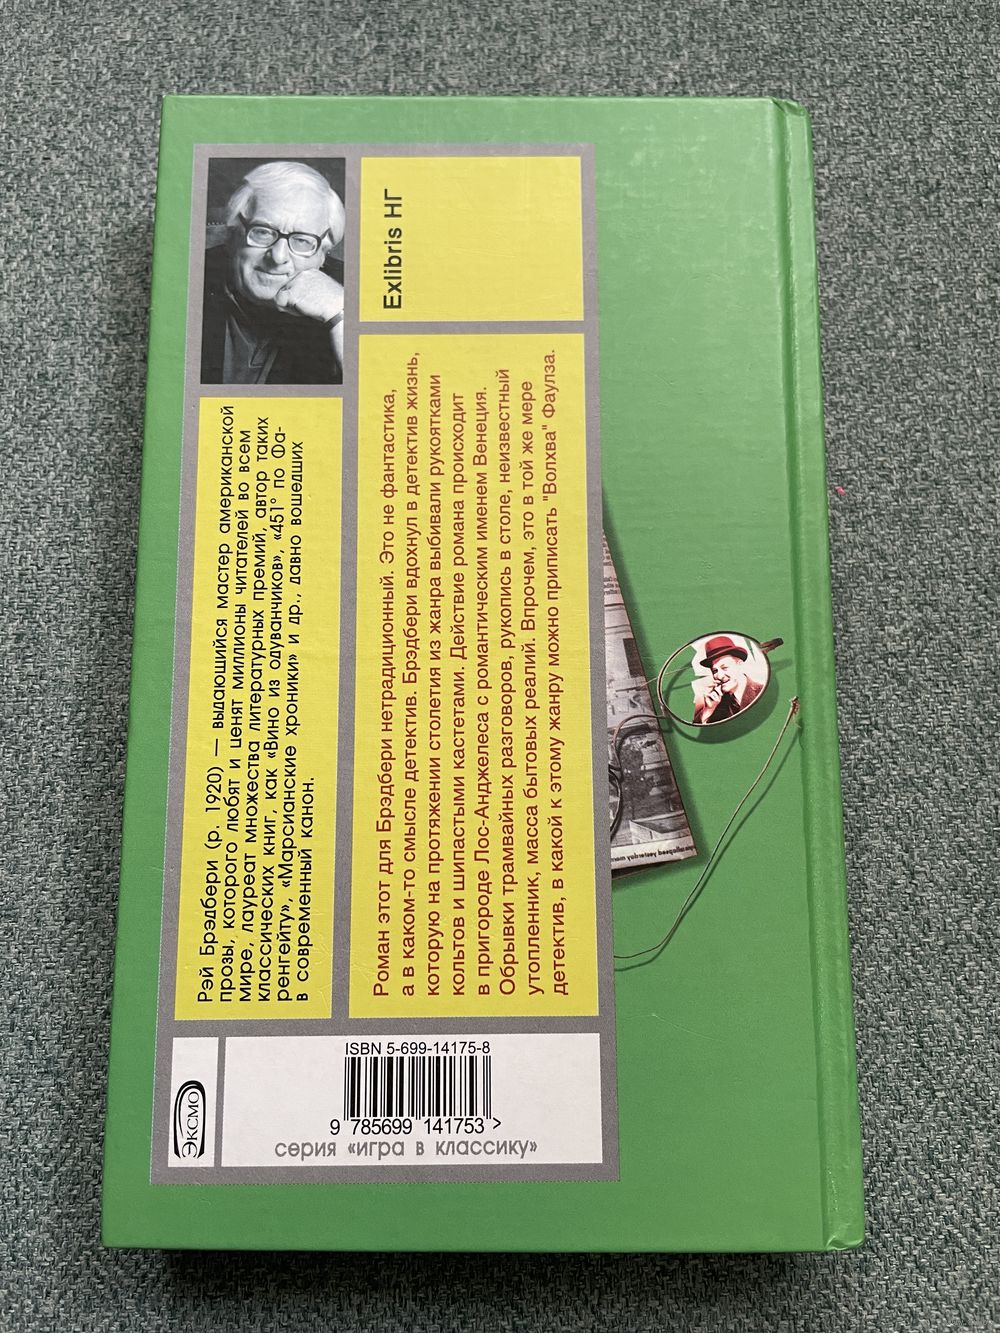 Рэй Брэдбери (р. 1920) — выдающийся мастер американской
прозы, которого любят и ценят миллионы читателей во всем
мире, лауреат множества литературных премий, автор таких
классических книг, как «Вино из одуванчиков», «451° по Фа-
ренгейту», «Марсианские хроники» и др., давно вошедших
в современный канон.
Exlibris НГ
Роман этот для Брэдбери нетрадиционный. Это не фантастика,
а в каком-то смысле детектив. Брэдбери вдохнул в детектив жизнь,
которую на протяжении столетия из жанра выбивали рукоятками
кольтов и шипастыми кастетами. Действие романа происходит
в пригороде Лос-Анджелеса с романтическим именем Венеция.
Обрывки трамвайных разговоров, рукопись в столе, неизвестный
утопленник, масса бытовых реалий. Впрочем, это в той же мере
детектив, в какой к этому жанру можно приписать "Волхва" Фаулза.
ЭКСМО
ISBN 5-699-14175-8
9 785699 141753 >
серия «игра в классику»